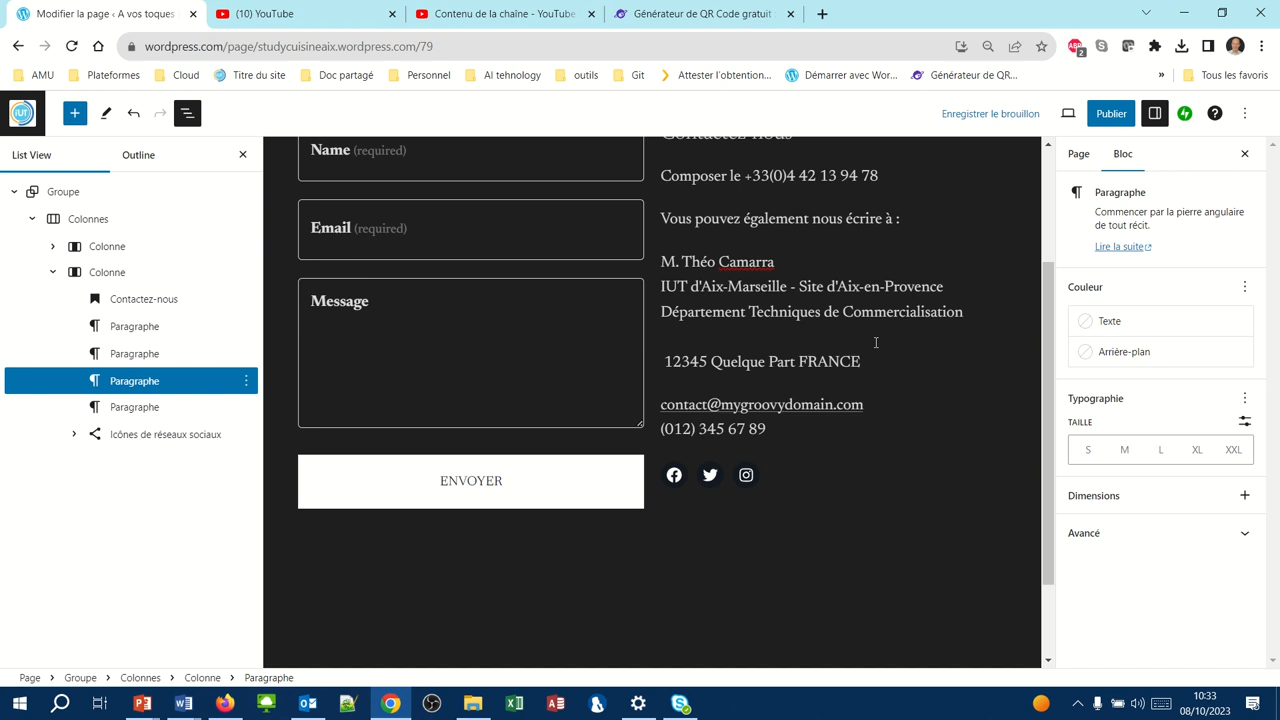 Modifier la page « A vos toques
(10) YouTube
Contenu de la chaîne - YouTube
Générateur de QR Code gratuit
wordpress.com/page/studycuisineaix.wordpress.com/79
2
AMU
Plateformes
Cloud
Titre du site
Doc partagé
Personnel
AI tehnology
outils
Git
Attester l'obtention...
Démarrer avec Wor...
Générateur de QR...
»
Tous les favoris
iUT
Enregistrer le brouillon
Publier
List View
Outline
Groupe
Colonnes
Colonne
Colonne
Contactez-nous
Paragraphe
Paragraphe
Paragraphe
Paragraphe
Icônes de réseaux sociaux
Name (required)
Email (required)
Message
ENVOYER
Contactez-nous
Composer le +33(0)4 42 13 94 78
Vous pouvez également nous écrire à :
M. Théo Camarra
IUT d'Aix-Marseille - Site d'Aix-en-Provence
Département Techniques de Commercialisation
12345 Quelque Part FRANCE
contact@mygroovydomain.com
(012) 345 67 89
Page
Bloc
Paragraphe
Commencer par la pierre angulaire
de tout récit.
Lire la suite
Couleur
Texte
Arrière-plan
Typographie
TAILLE
S M L XL XXL
Dimensions
Avancé
Page › Groupe › Colonnes › Colonne › Paragraphe
10:33
08/10/2023